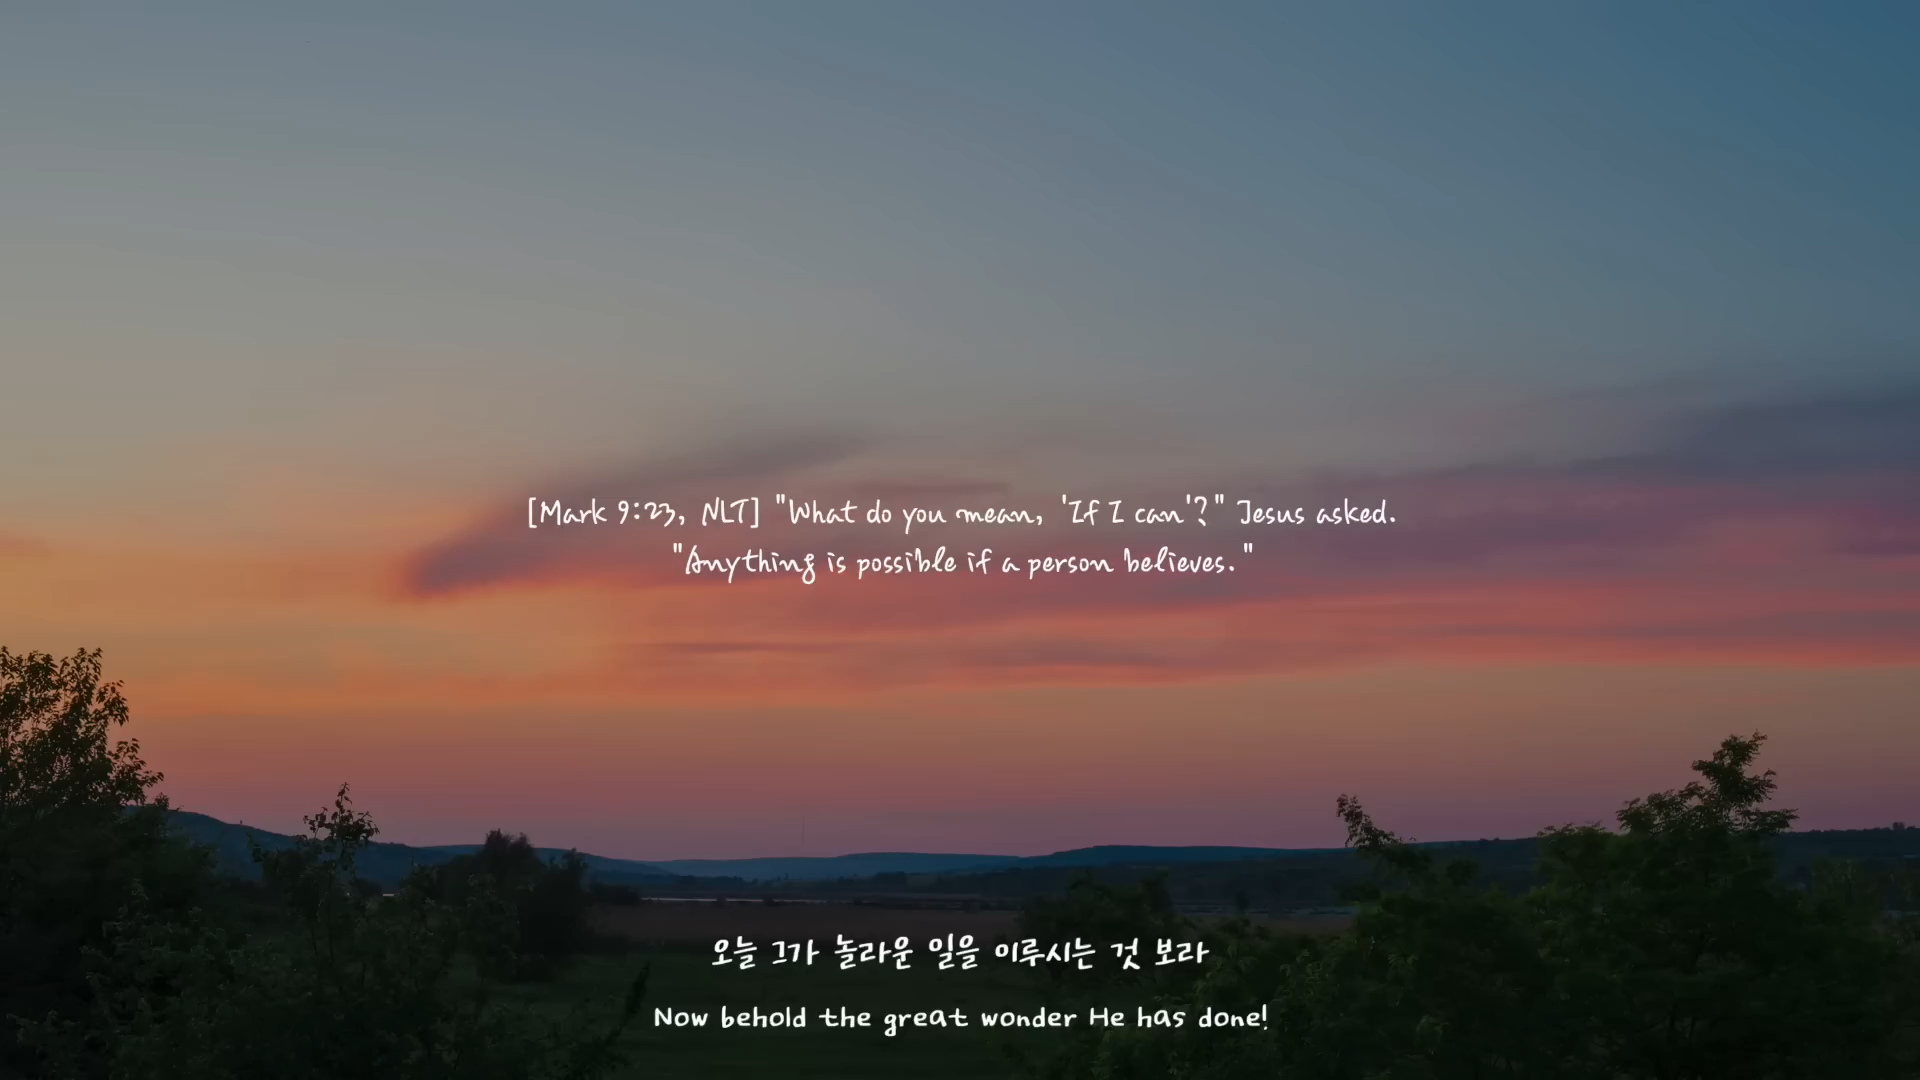 [Mark 9:23, NLT] "What do you mean, 'If I can'?" Jesus asked.
"Anything is possible if a person believes."
오늘 그가 놀라운 일을 이루시는 것 보라
Now behold the great wonder He has done!